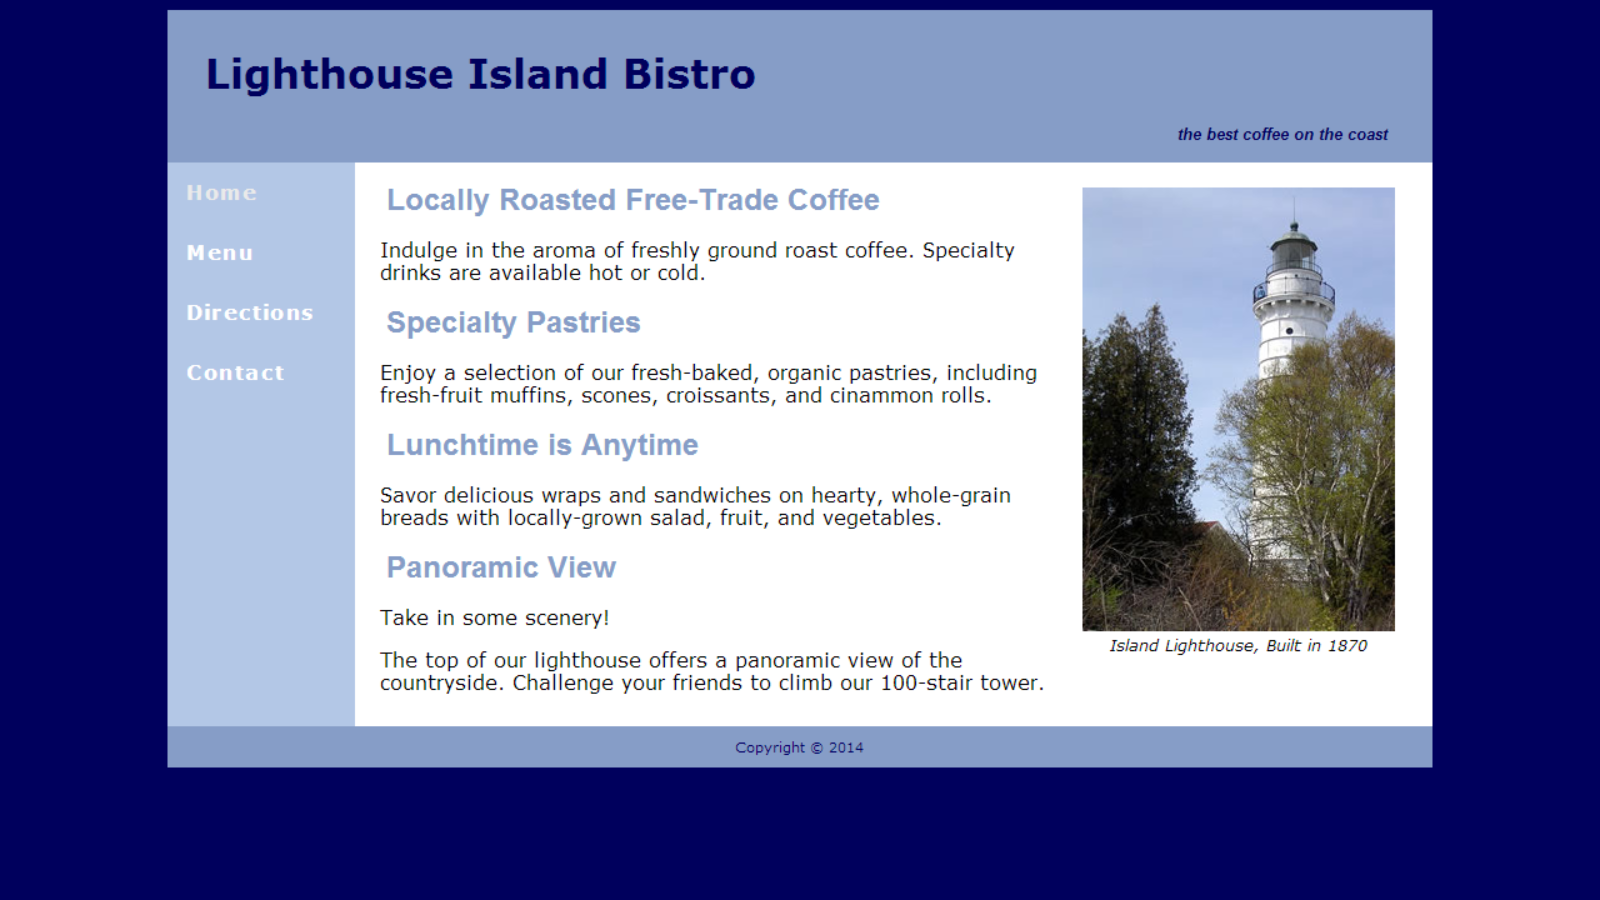 Lighthouse Island Bistro
the best coffee on the coast
Home
Menu
Directions
Contact
Locally Roasted Free-Trade Coffee
Indulge in the aroma of freshly ground roast coffee. Specialty
drinks are available hot or cold.
Specialty Pastries
Enjoy a selection of our fresh-baked, organic pastries, including
fresh-fruit muffins, scones, croissants, and cinammon rolls.
Lunchtime is Anytime
Savor delicious wraps and sandwiches on hearty, whole-grain
breads with locally-grown salad, fruit, and vegetables.
Panoramic View
Take in some scenery!
The top of our lighthouse offers a panoramic view of the
countryside. Challenge your friends to climb our 100-stair tower.
Island Lighthouse, Built in 1870
Copyright © 2014